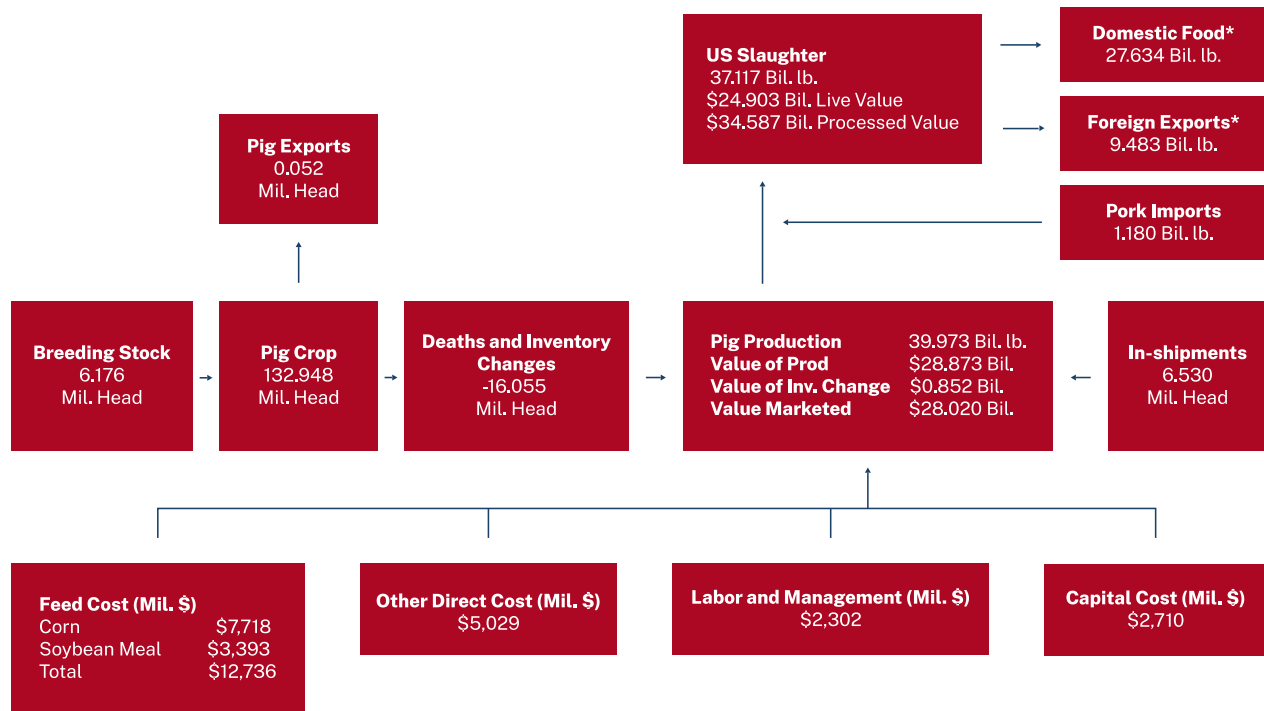 US Slaughter
37.117 Bil. lb.
$24.903 Bil. Live Value
$34.587 Bil. Processed Value
Domestic Food*
27.634 Bil. lb.
Foreign Exports*
9.483 Bil. lb.
Pork Imports
1.180 Bil. lb.
Pig Exports
0.052
Mil. Head
Breeding Stock
6.176
Mil. Head
Pig Crop
132.948
Mil. Head
Deaths and Inventory
Changes
-16.055
Mil. Head
Pig Production 39.973 Bil. lb.
Value of Prod $28.873 Bil.
Value of Inv. Change $0.852 Bil.
Value Marketed $28.020 Bil.
In-shipments
6.530
Mil. Head
Feed Cost (Mil. $)
Corn $7,718
Soybean Meal $3,393
Total $12,736
Other Direct Cost (Mil. $)
$5,029
Labor and Management (Mil. $)
$2,302
Capital Cost (Mil. $)
$2,710